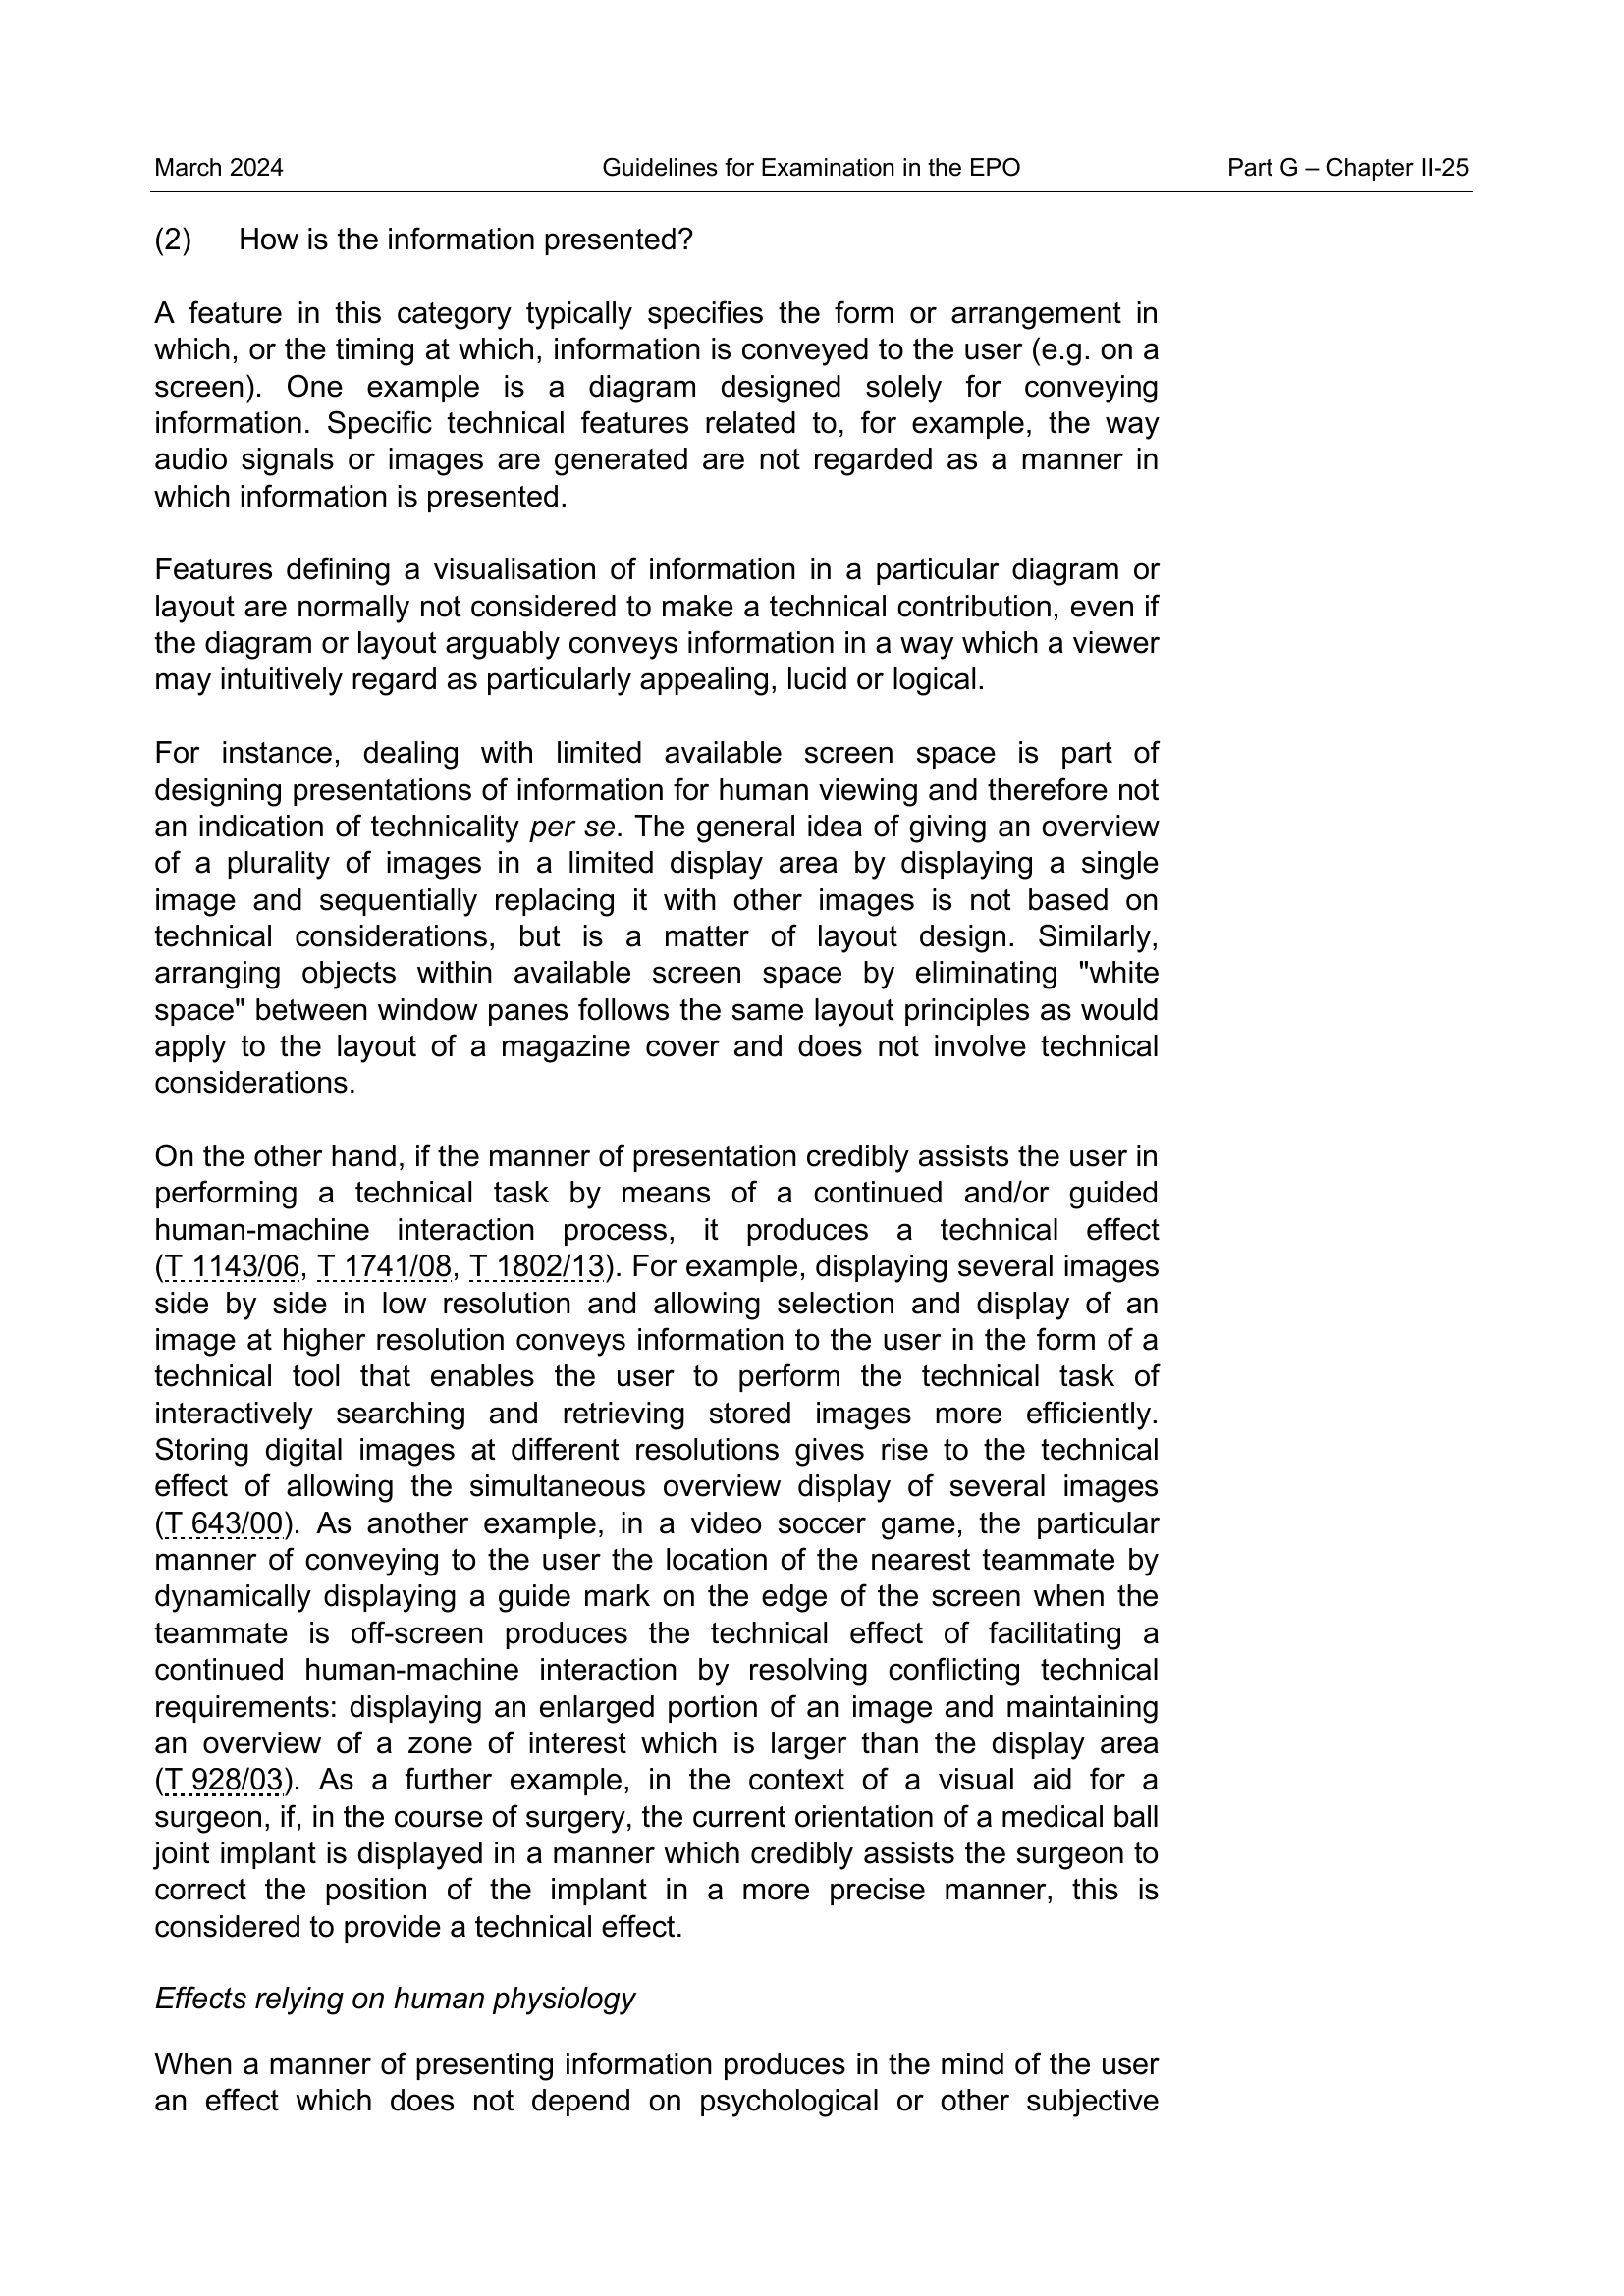 March 2024 Guidelines for Examination in the EPO Part G – Chapter II-25
(2) How is the information presented?
A feature in this category typically specifies the form or arrangement in
which, or the timing at which, information is conveyed to the user (e.g. on a
screen). One example is a diagram designed solely for conveying
information. Specific technical features related to, for example, the way
audio signals or images are generated are not regarded as a manner in
which information is presented.
Features defining a visualisation of information in a particular diagram or
layout are normally not considered to make a technical contribution, even if
the diagram or layout arguably conveys information in a way which a viewer
may intuitively regard as particularly appealing, lucid or logical.
For instance, dealing with limited available screen space is part of
designing presentations of information for human viewing and therefore not
an indication of technicality per se. The general idea of giving an overview
of a plurality of images in a limited display area by displaying a single
image and sequentially replacing it with other images is not based on
technical considerations, but is a matter of layout design. Similarly,
arranging objects within available screen space by eliminating "white
space" between window panes follows the same layout principles as would
apply to the layout of a magazine cover and does not involve technical
considerations.
On the other hand, if the manner of presentation credibly assists the user in
performing a technical task by means of a continued and/or guided
human-machine interaction process, it produces a technical effect
(T 1143/06, T 1741/08, T 1802/13). For example, displaying several images
side by side in low resolution and allowing selection and display of an
image at higher resolution conveys information to the user in the form of a
technical tool that enables the user to perform the technical task of
interactively searching and retrieving stored images more efficiently.
Storing digital images at different resolutions gives rise to the technical
effect of allowing the simultaneous overview display of several images
(T 643/00). As another example, in a video soccer game, the particular
manner of conveying to the user the location of the nearest teammate by
dynamically displaying a guide mark on the edge of the screen when the
teammate is off-screen produces the technical effect of facilitating a
continued human-machine interaction by resolving conflicting technical
requirements: displaying an enlarged portion of an image and maintaining
an overview of a zone of interest which is larger than the display area
(T 928/03). As a further example, in the context of a visual aid for a
surgeon, if, in the course of surgery, the current orientation of a medical ball
joint implant is displayed in a manner which credibly assists the surgeon to
correct the position of the implant in a more precise manner, this is
considered to provide a technical effect.
Effects relying on human physiology
When a manner of presenting information produces in the mind of the user
an effect which does not depend on psychological or other subjective